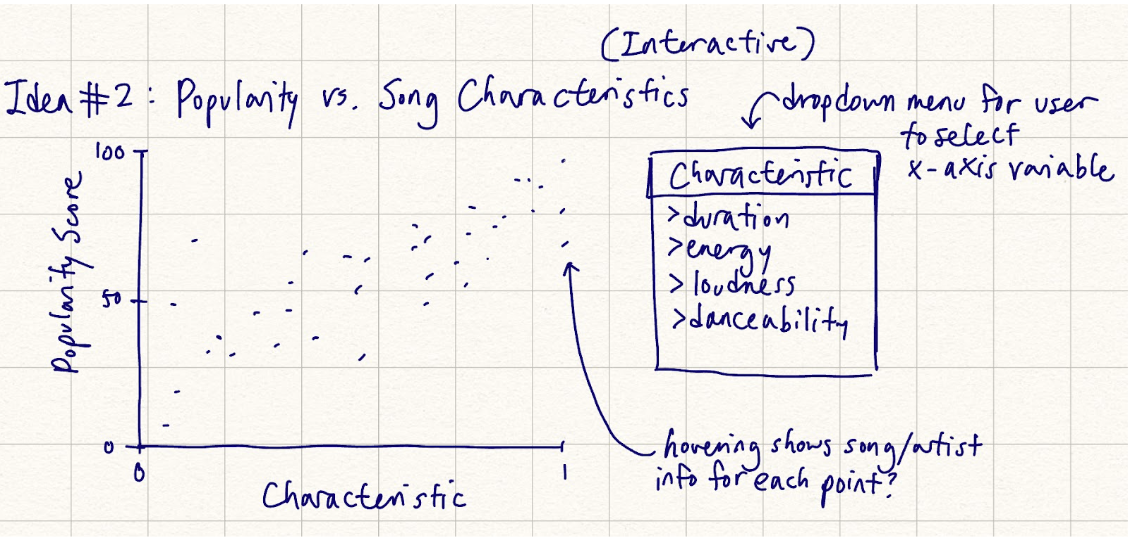 (Interactive)
Idea #2: Popularity vs. Song Characteristics
dropdown menu for user
to select
x-axis variable
100
50
0
Popularity Score
0
1
Characteristic
Characteristic
>duration
>energy
>loudness
>danceability
hovering shows song/artist
info for each point?